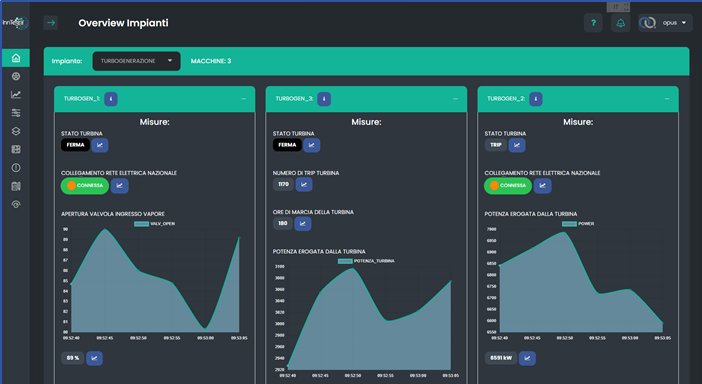 InnTeam
IT
Overview Impianti
?
opus
Impianto:
TURBOGENERAZIONE
MACCHINE: 3
TURBOGEN_1:
i
Misure:
STATO TURBINA
FERMA
COLLEGAMENTO RETE ELETTRICA NAZIONALE
CONNESSA
APERTURA VALVOLA INGRESSO VAPORE
VALV_OPEN
90
89
88
87
86
85
84
83
82
81
80
09:52:40
09:52:45
09:52:50
09:52:55
09:53:00
09:53:05
89 %
TURBOGEN_3:
i
Misure:
STATO TURBINA
FERMA
NUMERO DI TRIP TURBINA
1170
ORE DI MARCIA DELLA TURBINA
180
POTENZA EROGATA DALLA TURBINA
POTENZA_TURBINA
3100
3080
3060
3040
3020
3000
2980
2960
2940
2920
09:52:40
09:52:45
09:52:50
09:52:55
09:53:00
09:53:05
TURBOGEN_2:
i
Misure:
STATO TURBINA
TRIP
COLLEGAMENTO RETE ELETTRICA NAZIONALE
CONNESSA
POTENZA EROGATA DALLA TURBINA
POWER
7000
6950
6900
6850
6800
6750
6700
6650
6600
6550
09:52:40
09:52:45
09:52:50
09:52:55
09:53:00
09:53:05
6591 kW